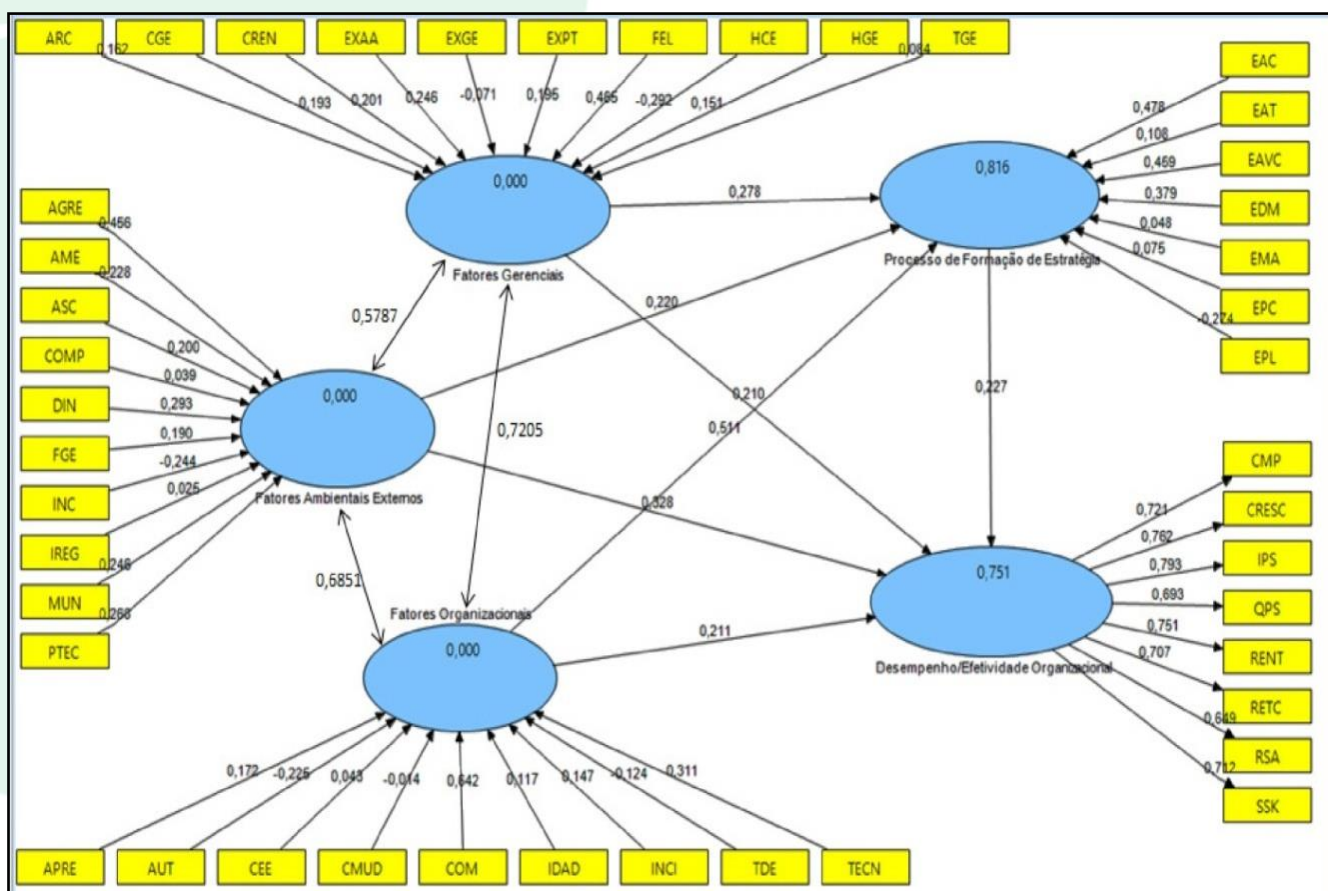 ARC CGE CREN EXAA EXGE EXPT FEL HCE HGE TGE
0,162 0,193 0,201 0,246 -0,071 0,195 0,465 -0,292 0,151 0,084
0,000
Fatores Gerenciais
EAC
EAT
EAVC
EDM
EMA
EPC
EPL
0,478
0,108
0,459
0,379
0,048
0,075
-0,274
0,816
Processo de Formação de Estratégia
0,278
AGRE
AME
ASC
COMP
DIN
FGE
INC
IREG
MUN
PTEC
0,456
-0,228
0,200
0,039
0,293
0,190
-0,244
0,025
0,246
0,268
0,000
Fatores Ambientais Externos
0,5787
0,220
0,7205
0,210
0,511
0,227
0,328
0,6851
Fatores Organizacionais
0,000
0,211
0,751
Desempenho/Efetividade Organizacional
CMP
CRESC
IPS
QPS
RENT
RETC
RSA
SSK
0,721
0,762
0,793
0,693
0,751
0,707
0,649
0,712
0,172 -0,225 0,043 -0,014 0,642 0,117 0,147 -0,124 0,311
APRE AUT CEE CMUD COM IDAD INCI TDE TECN